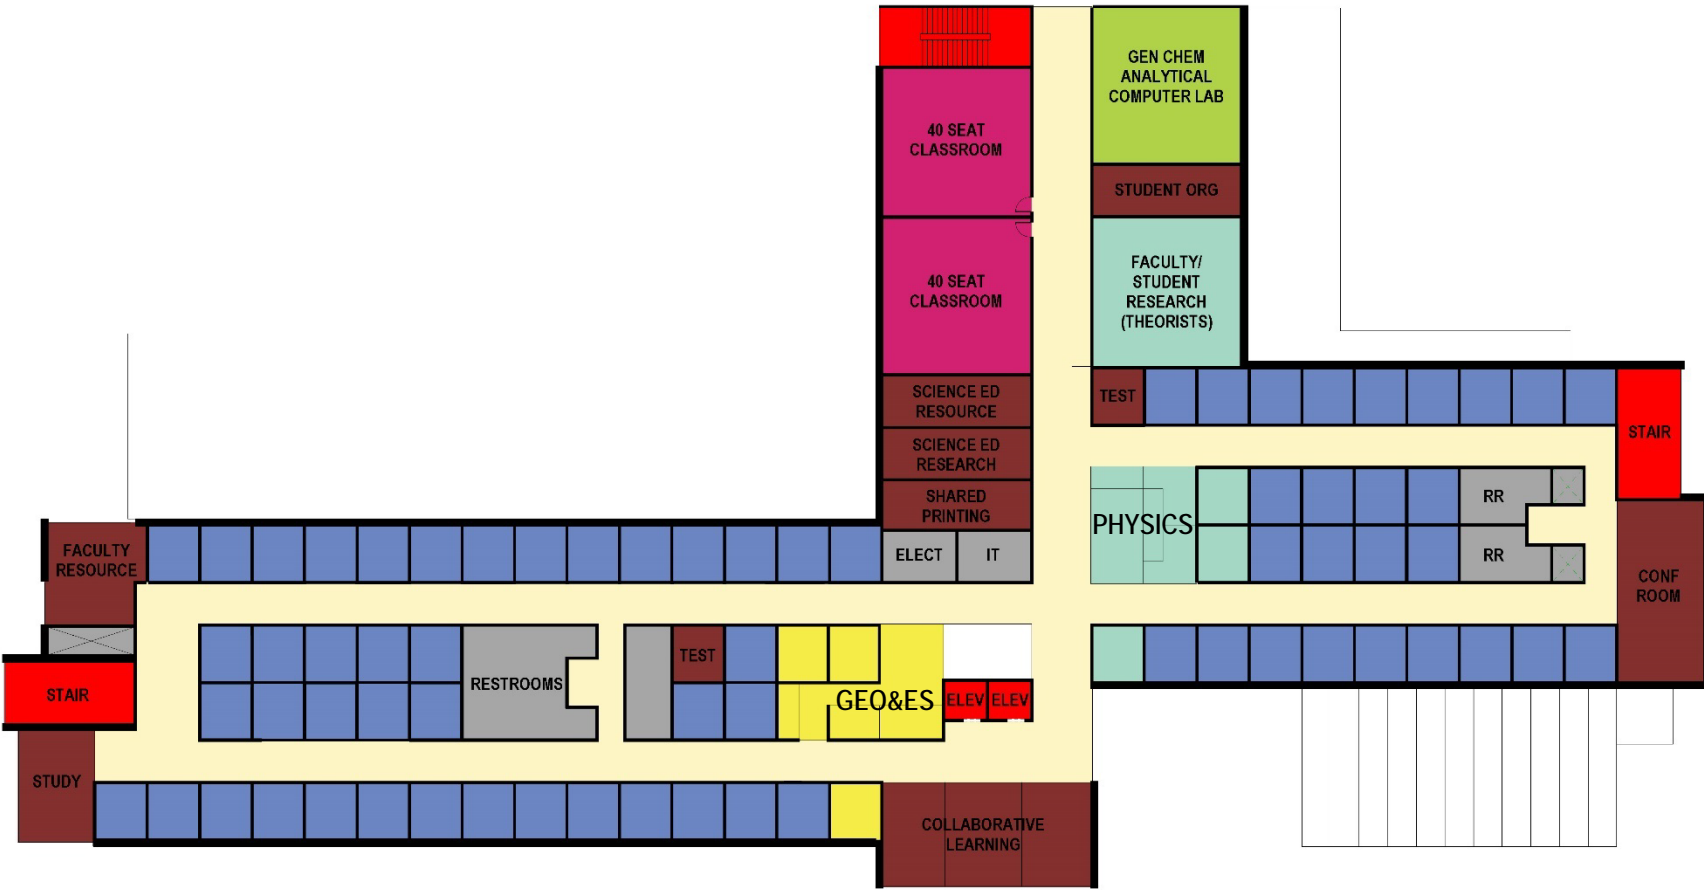 GEN CHEM
ANALYTICAL
COMPUTER LAB
40 SEAT
CLASSROOM
STUDENT ORG
40 SEAT
CLASSROOM
FACULTY/
STUDENT
RESEARCH
(THEORISTS)
SCIENCE ED
RESOURCE
TEST
STAIR
SCIENCE ED
RESEARCH
SHARED
PRINTING
RR
PHYSICS
FACULTY
RESOURCE
ELECT
IT
RR
CONF
ROOM
TEST
RESTROOMS
STAIR
GEO&ES
ELEV
ELEV
STUDY
COLLABORATIVE
LEARNING